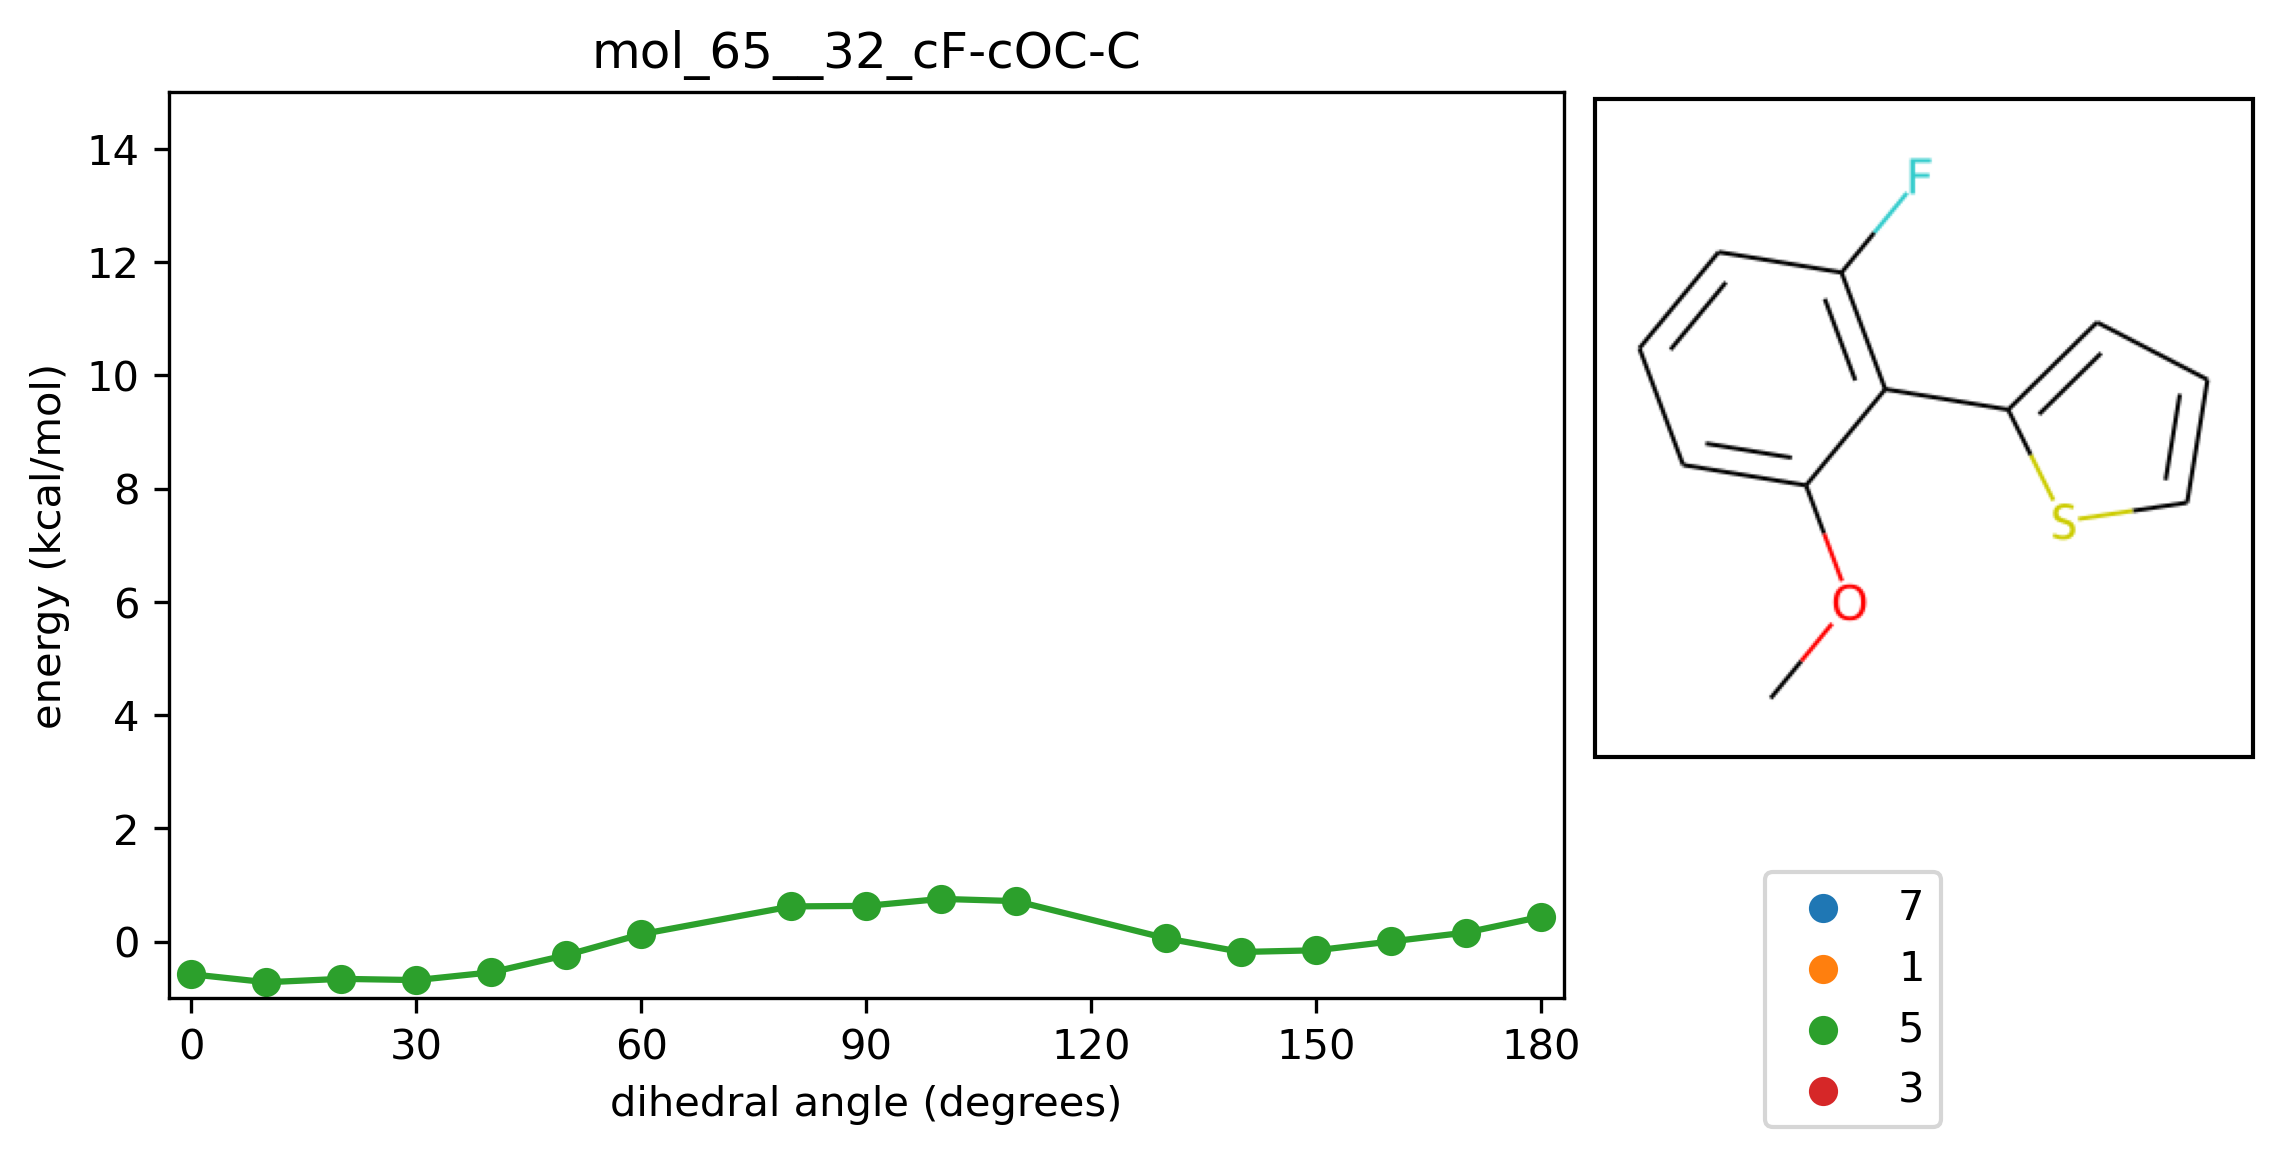 mol_65__32_cF-cOC-C
energy (kcal/mol)
14
12
10
8
6
4
2
0
0 30 60 90 120 150 180
dihedral angle (degrees)
F
S
O
7
1
5
3